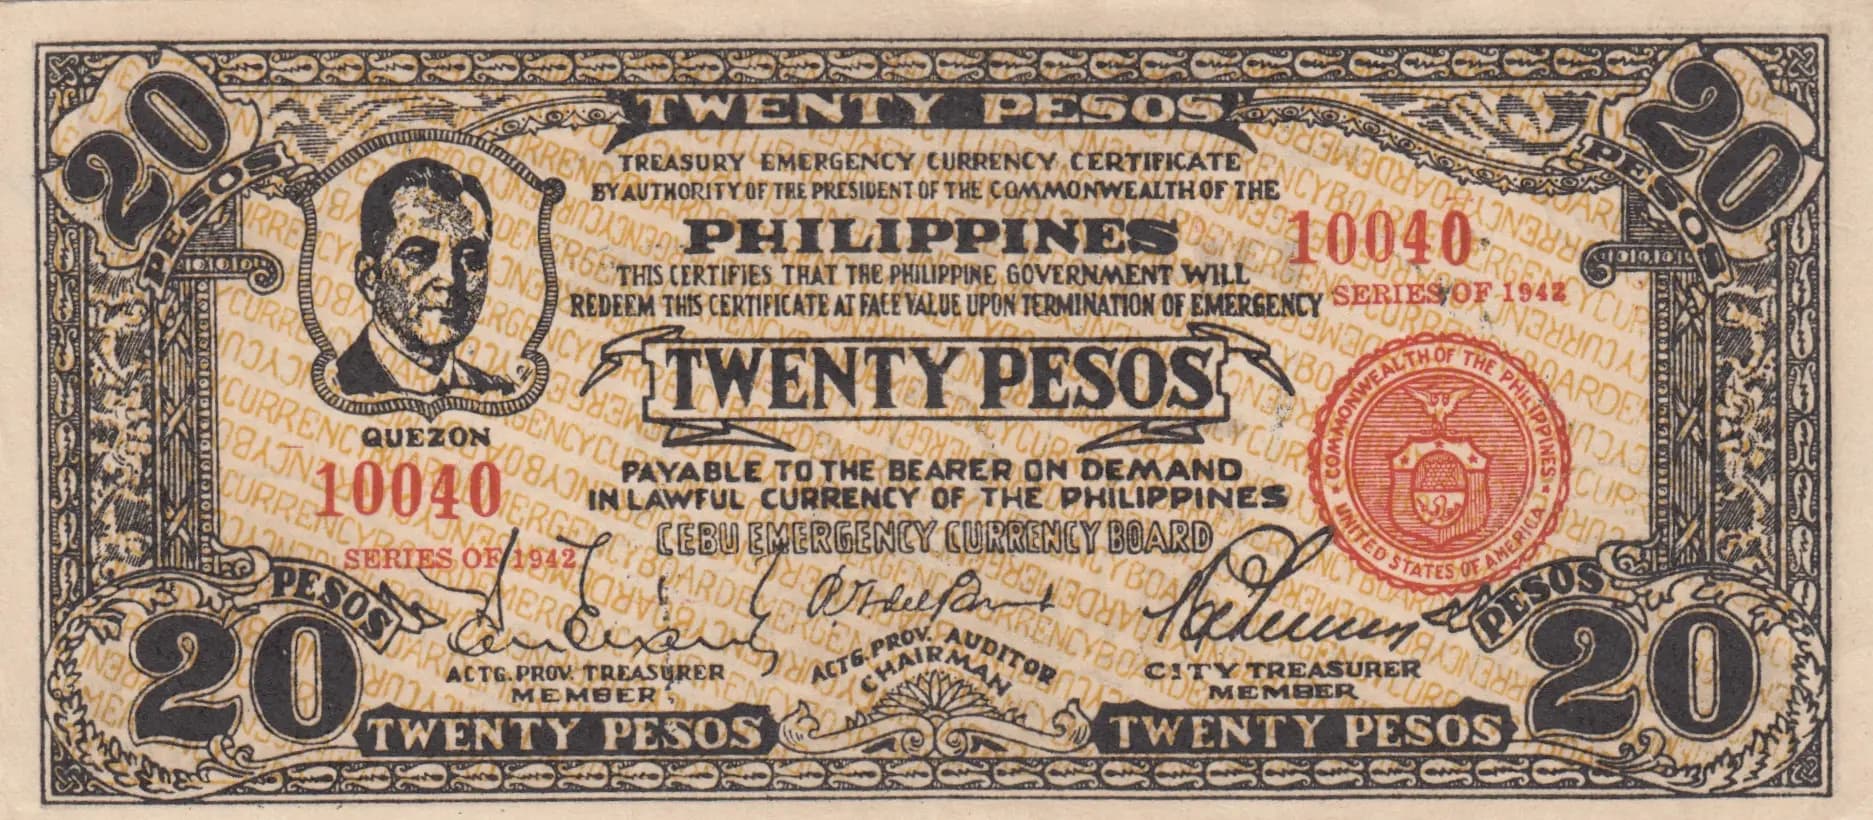 20
PESOS
TWENTY PESOS
20
PESOS
TREASURY EMERGENCY CURRENCY CERTIFICATE
BY AUTHORITY OF THE PRESIDENT OF THE COMMONWEALTH OF THE
PHILIPPINES
10040
THIS CERTIFIES THAT THE PHILIPPINE GOVERNMENT WILL
REDEEM THIS CERTIFICATE AT FACE VALUE UPON TERMINATION OF EMERGENCY
SERIES OF 1942
TWENTY PESOS
COMMONWEALTH OF THE PHILIPPINES
UNITED STATES OF AMERICA
QUEZON
10040
SERIES OF 1942
PAYABLE TO THE BEARER ON DEMAND
IN LAWFUL CURRENCY OF THE PHILIPPINES
CEBU EMERGENCY CURRENCY BOARD
ACTG. PROV. TREASURER
MEMBER
ACTG. PROV. AUDITOR
CHAIRMAN
CITY TREASURER
MEMBER
PESOS
20
TWENTY PESOS
TWENTY PESOS
PESOS
20